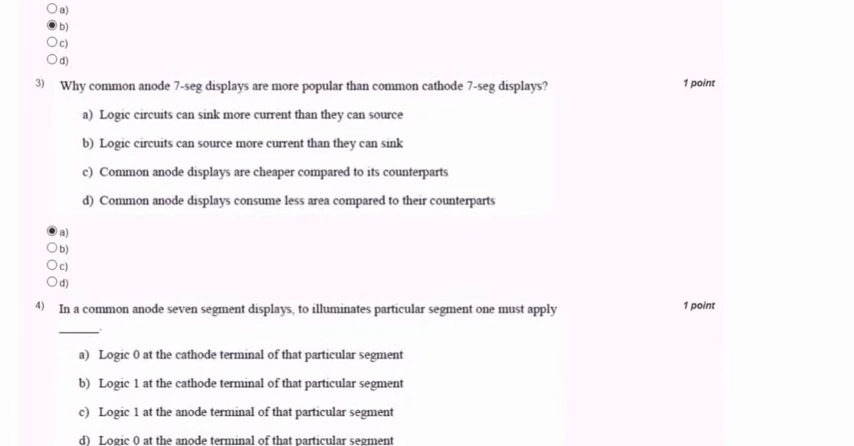 a)
b)
c)
d)
3) Why common anode 7-seg displays are more popular than common cathode 7-seg displays? 1 point
a) Logic circuits can sink more current than they can source
b) Logic circuits can source more current than they can sink
c) Common anode displays are cheaper compared to its counterparts
d) Common anode displays consume less area compared to their counterparts
a)
b)
c)
d)
4) In a common anode seven segment displays, to illuminates particular segment one must apply 1 point
______.
a) Logic 0 at the cathode terminal of that particular segment
b) Logic 1 at the cathode terminal of that particular segment
c) Logic 1 at the anode terminal of that particular segment
d) Logic 0 at the anode terminal of that particular segment